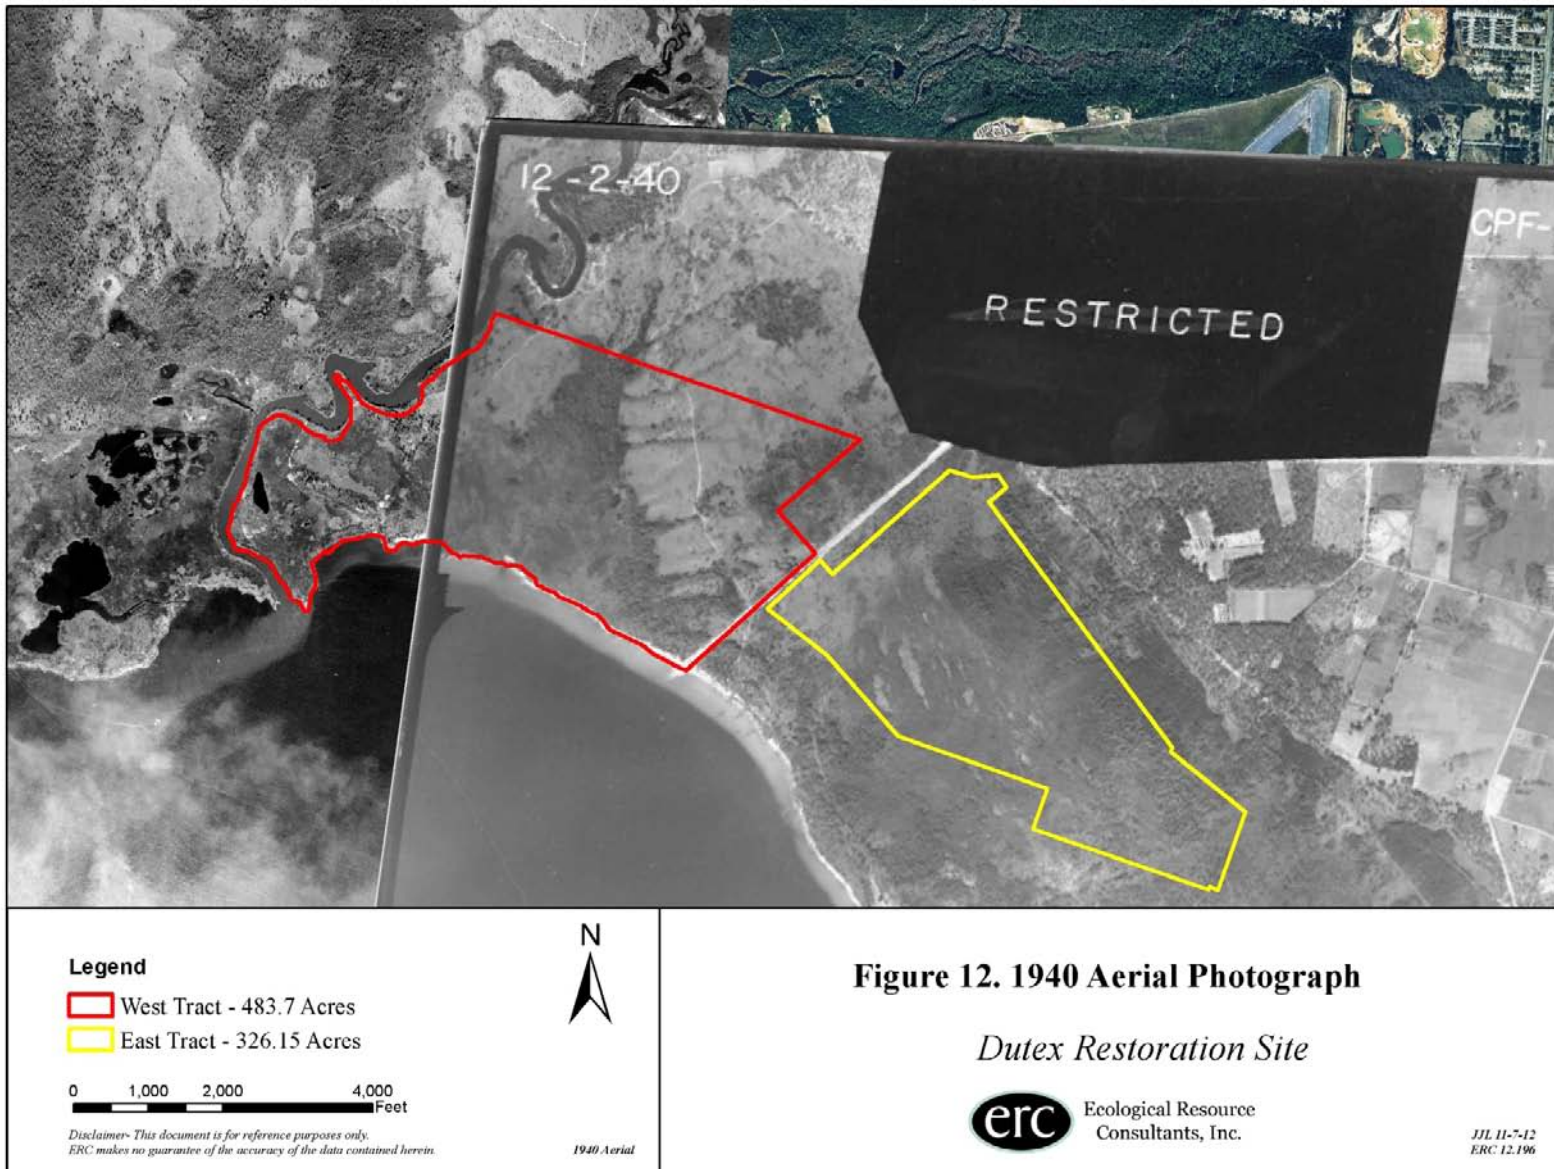 12-2-40
CPF-
RESTRICTED
Legend
West Tract - 483.7 Acres
East Tract - 326.15 Acres
0 1,000 2,000 4,000
Feet
Disclaimer- This document is for reference purposes only.
ERC makes no guarantee of the accuracy of the data contained herein.
N
1940 Aerial
Figure 12. 1940 Aerial Photograph
Dutex Restoration Site
erc
Ecological Resource
Consultants, Inc.
JJL 11-7-12
ERC 12.196